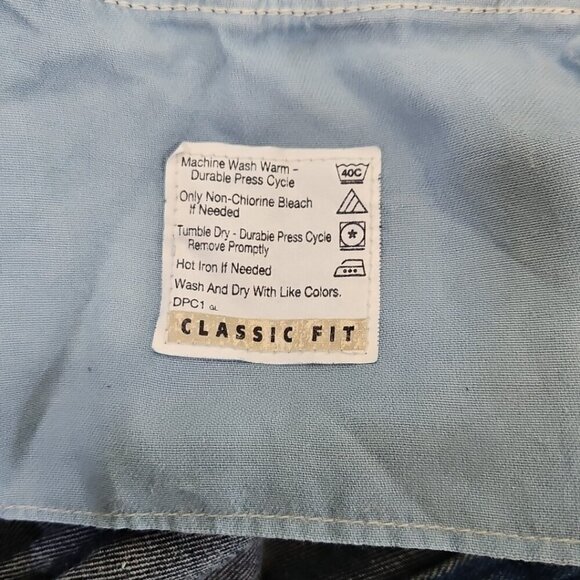 Machine Wash Warm -
Durable Press Cycle
40C
Only Non-Chlorine Bleach
If Needed
Tumble Dry - Durable Press Cycle
Remove Promptly
Hot Iron If Needed
Wash And Dry With Like Colors.
DPC1 GL
CLASSIC FIT